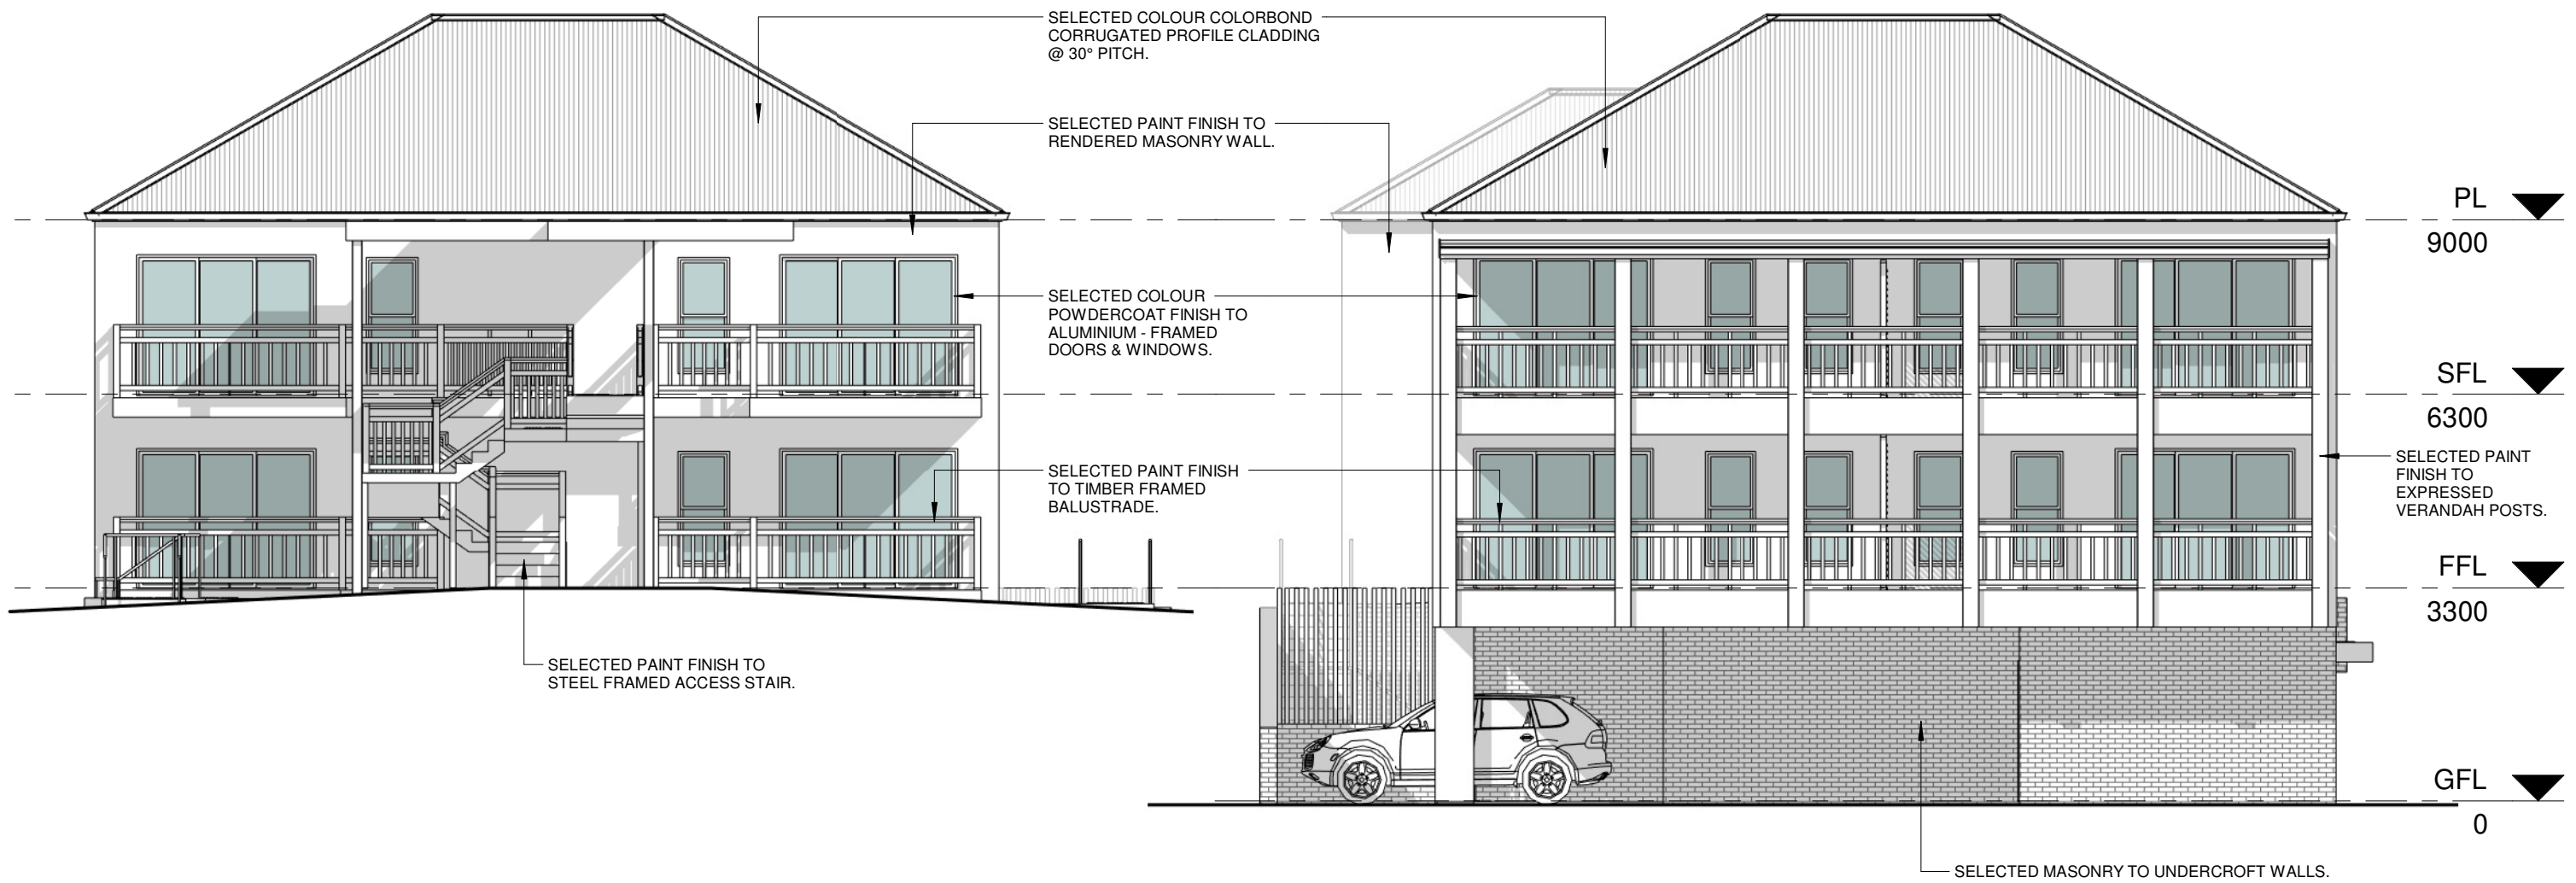 SELECTED COLOUR COLORBOND
CORRUGATED PROFILE CLADDING
@ 30° PITCH.
SELECTED PAINT FINISH TO
RENDERED MASONRY WALL.
PL
9000
SELECTED COLOUR
POWDERCOAT FINISH TO
ALUMINIUM - FRAMED
DOORS & WINDOWS.
SFL
6300
SELECTED PAINT FINISH
TO TIMBER FRAMED
BALUSTRADE.
SELECTED PAINT
FINISH TO
EXPRESSED
VERANDAH POSTS.
FFL
3300
SELECTED PAINT FINISH TO
STEEL FRAMED ACCESS STAIR.
GFL
0
SELECTED MASONRY TO UNDERCROFT WALLS.